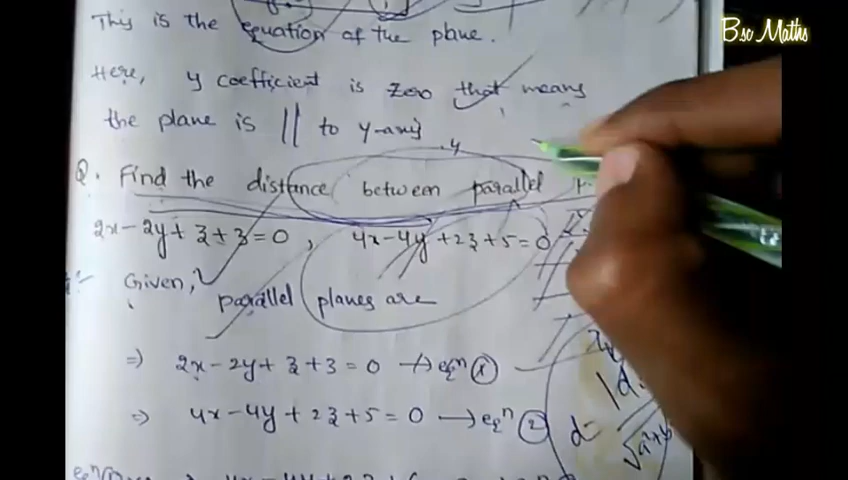 Bsc Maths
This is the equation of the plane.
Here, y coefficient is zero that means
the plane is || to y-axis
Q. Find the distance between parallel
2x-2y+z+3=0, 4x-4y+2z+5=0
Given, parallel planes are
=> 2x-2y+z+3=0 → eqⁿ ①
=> 4x-4y+2z+5=0 → eqⁿ ②
d=